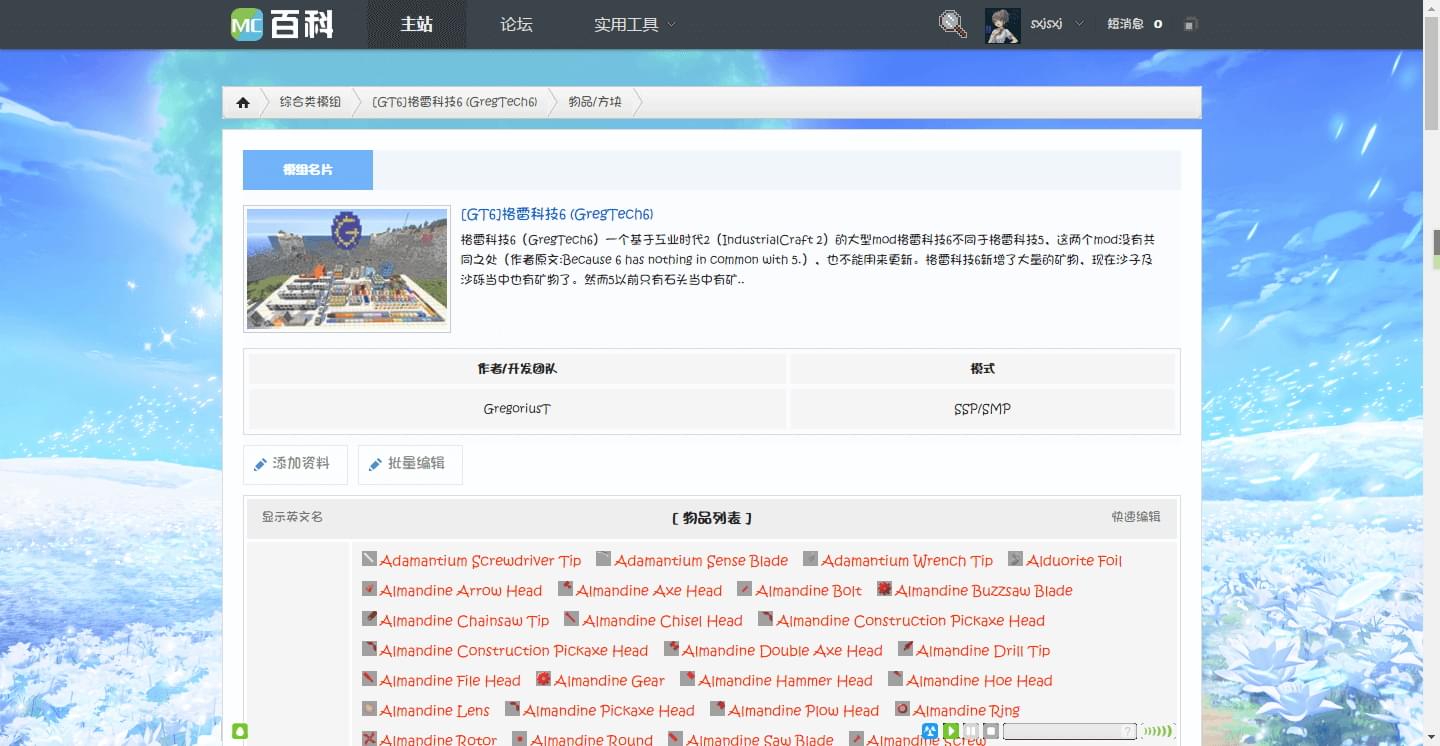 MC 百科 主站 论坛 实用工具 sxjsxj 短消息 0
综合类模组 [GT6]格雷科技6 (GregTech6) 物品/方块
模组名片
[GT6]格雷科技6 (GregTech6)
格雷科技6（GregTech6）一个基于工业时代2（IndustrialCraft 2）的大型mod格雷科技6不同于格雷科技5，这两个mod没有共
同之处（作者原文:Because 6 has nothing in common with 5.），也不能用来更新。格雷科技6新增了大量的矿物，现在沙子及
沙砾当中也有矿物了。然而5以前只有石头当中有矿..
作者/开发团队 模式
GregoriusT SSP/SMP
添加资料 批量编辑
显示英文名 [ 物品列表 ] 快速编辑
Adamantium Screwdriver Tip Adamantium Sense Blade Adamantium Wrench Tip Alduorite Foil
Almandine Arrow Head Almandine Axe Head Almandine Bolt Almandine Buzzsaw Blade
Almandine Chainsaw Tip Almandine Chisel Head Almandine Construction Pickaxe Head
Almandine Construction Pickaxe Head Almandine Double Axe Head Almandine Drill Tip
Almandine File Head Almandine Gear Almandine Hammer Head Almandine Hoe Head
Almandine Lens Almandine Pickaxe Head Almandine Plow Head Almandine Ring
Almandine Rotor Almandine Round Almandine Saw Blade Almandine Screw